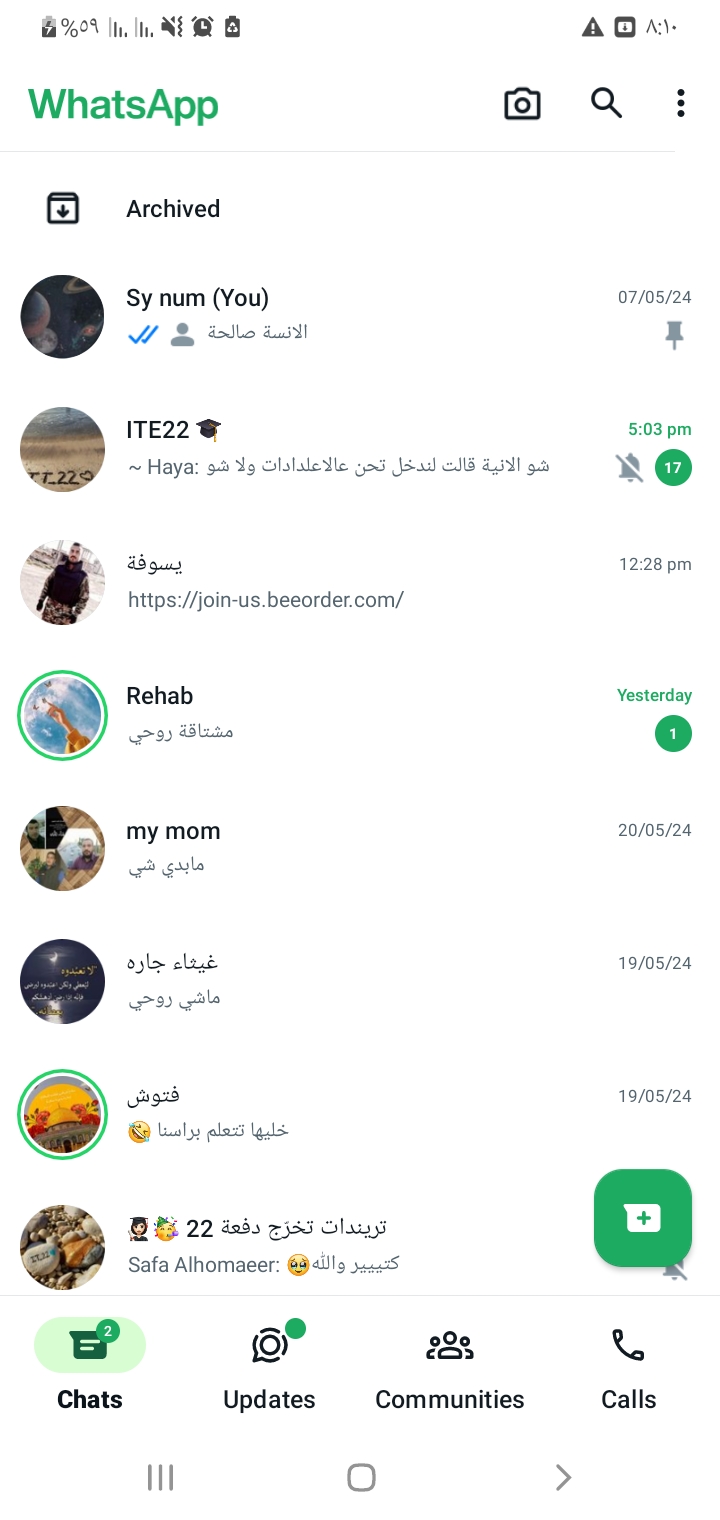 %٥٩
٨:١٠
WhatsApp
Archived
Sy num (You)
07/05/24
الانسة صالحة
ITE22 🎓
5:03 pm
~ Haya: شو الانية قالت لندخل تحن عالاعلدادات ولا شو
17
يسوفة
12:28 pm
https://join-us.beeorder.com/
Rehab
Yesterday
مشتاقة روحي
1
my mom
20/05/24
مابدي شي
غيثاء جاره
19/05/24
ماشي روحي
فتوش
19/05/24
خليها تتعلم براسنا 🤣
تريندات تخرّج دفعة 22 🥳👩🏻‍🎓
Safa Alhomaeer: كتيييير والله🥹
2
Chats
Updates
Communities
Calls